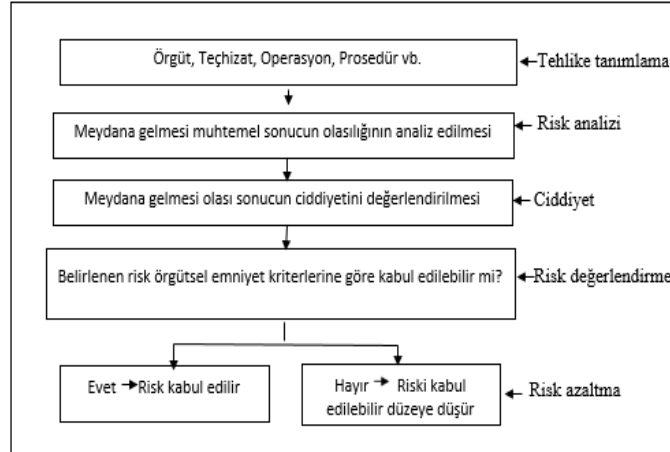 Örgüt, Teçhizat, Operasyon, Prosedür vb.
Tehlike tanımlama
Meydana gelmesi muhtemel sonucun olasılığının analiz edilmesi
Risk analizi
Meydana gelmesi olası sonucun ciddiyetini değerlendirilmesi
Ciddiyet
Belirlenen risk örgütsel emniyet kriterlerine göre kabul edilebilir mi?
Risk değerlendirme
Evet → Risk kabul edilir
Hayır → Riski kabul
edilebilir düzeye düşür
Risk azaltma